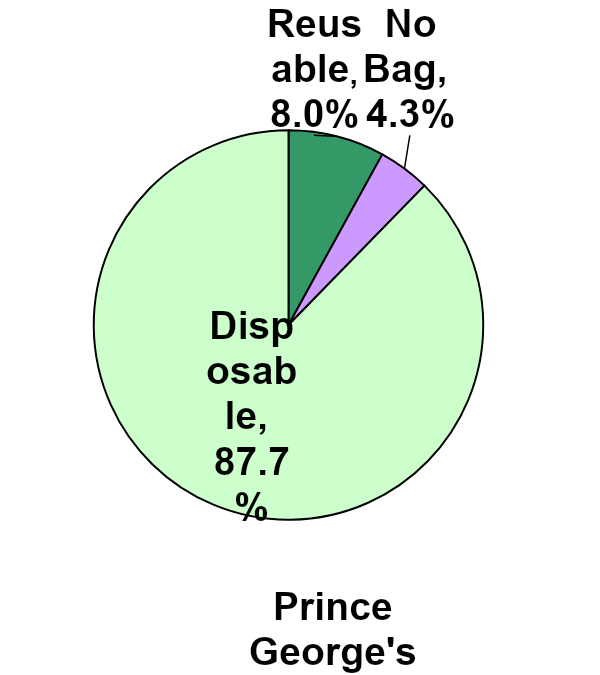 Reus
able,
8.0%
No
Bag,
4.3%
Disp
osab
le,
87.7
%
Prince
George's